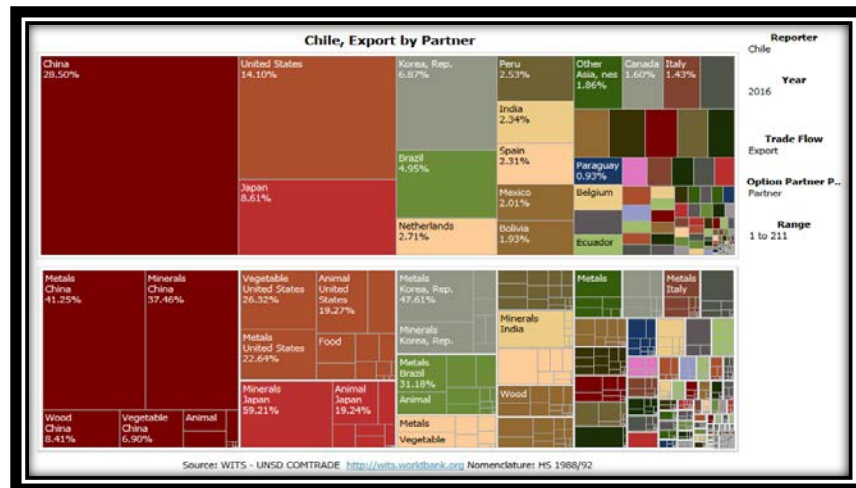 Chile, Export by Partner
China
28.50%
United States
14.10%
Japan
8.61%
Korea, Rep.
6.87%
Brazil
4.95%
Netherlands
2.71%
Peru
2.53%
India
2.34%
Spain
2.31%
Mexico
2.01%
Bolivia
1.93%
Other
Asia, nes
1.86%
Canada
1.60%
Italy
1.43%
Paraguay
0.93%
Belgium
Ecuador
Reporter
Chile
Year
2016
Trade Flow
Export
Option Partner P..
Partner
Range
1 to 211
Metals
China
41.25%
Minerals
China
37.46%
Wood
China
8.41%
Vegetable
China
6.90%
Animal
Vegetable
United States
26.32%
Animal
United
States
19.27%
Metals
United States
22.64%
Food
Minerals
Japan
59.21%
Animal
Japan
19.24%
Metals
Korea, Rep.
47.61%
Minerals
Korea, Rep.
Metals
Brazil
31.18%
Animal
Metals
Vegetable
Minerals
India
Wood
Metals
Metals
Italy
Source: WITS - UNSD COMTRADE http://wits.worldbank.org Nomenclature: HS 1988/92